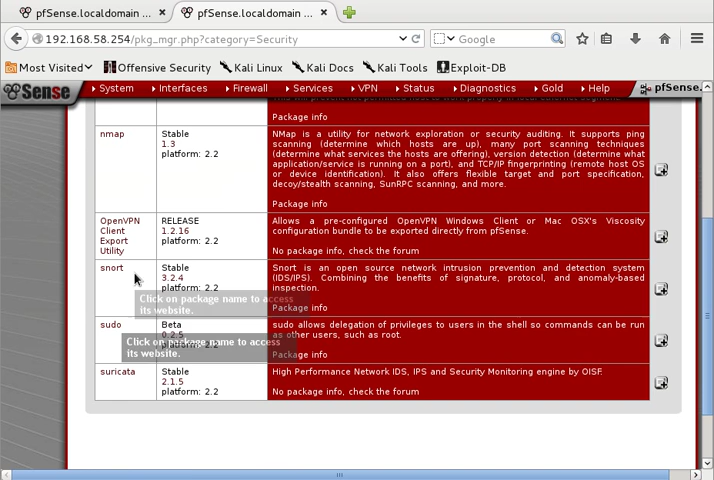 pfSense.localdomain ...
pfSense.localdomain ...
192.168.58.254/pkg_mgr.php?category=Security
Google
Most Visited
Offensive Security
Kali Linux
Kali Docs
Kali Tools
Exploit-DB
Sense
System
Interfaces
Firewall
Services
VPN
Status
Diagnostics
Gold
Help
pfSense.
Package info
nmap
Stable
1.3
platform: 2.2
NMap is a utility for network exploration or security auditing. It supports ping
scanning (determine which hosts are up), many port scanning techniques
(determine what services the hosts are offering), version detection (determine what
application/service is running on a port), and TCP/IP fingerprinting (remote host OS
or device identification). It also offers flexible target and port specification,
decoy/stealth scanning, SunRPC scanning, and more.
Package info
OpenVPN
Client
Export
Utility
RELEASE
1.2.16
platform: 2.2
Allows a pre-configured OpenVPN Windows Client or Mac OSX's Viscosity
configuration bundle to be exported directly from pfSense.
No package info, check the forum
snort
Stable
3.2.4
platform: 2.2
Snort is an open source network intrusion prevention and detection system
(IDS/IPS). Combining the benefits of signature, protocol, and anomaly-based
inspection.
Package info
Click on package name to access
its website.
sudo
Beta
0.2.5
sudo allows delegation of privileges to users in the shell so commands can be run
as other users, such as root.
Package info
Click on package name to access
its website.
suricata
Stable
2.1.5
platform: 2.2
High Performance Network IDS, IPS and Security Monitoring engine by OISF.
No package info, check the forum